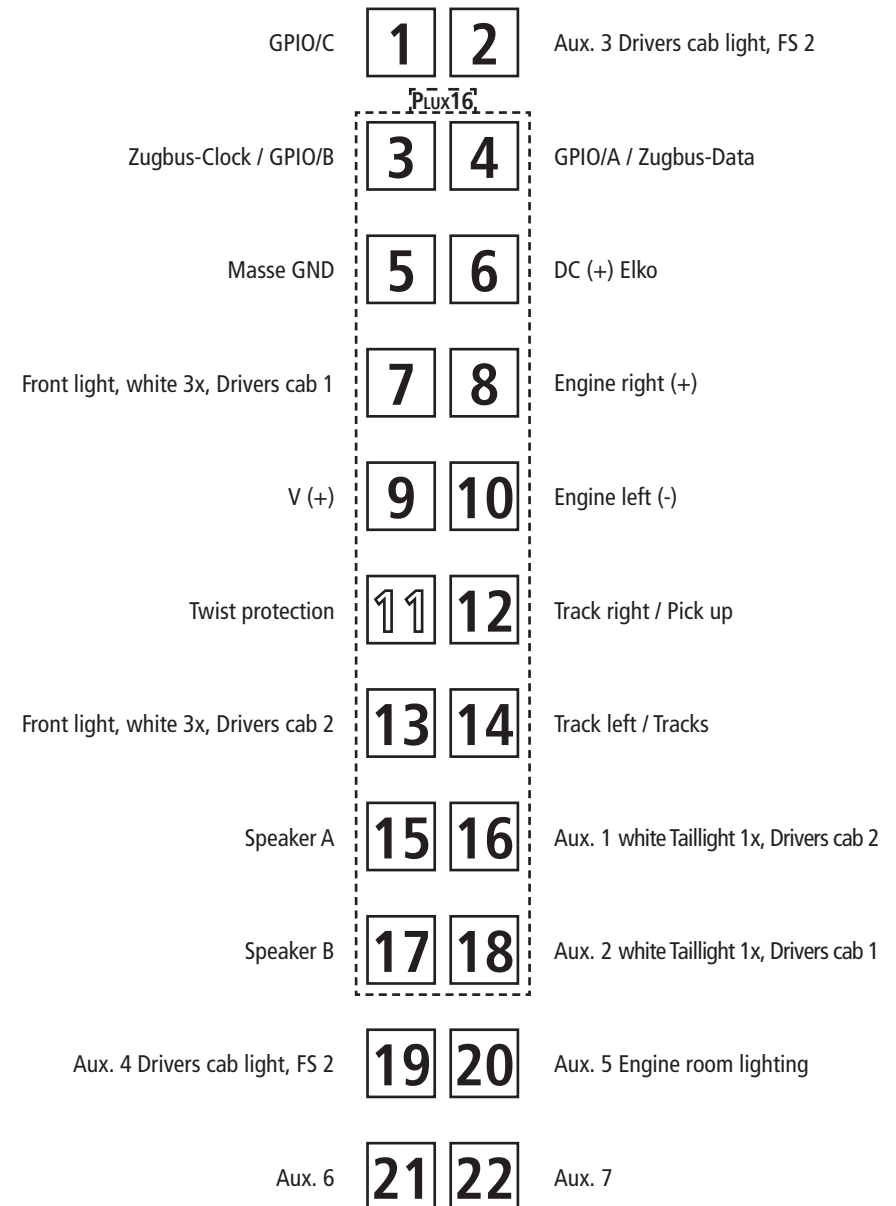 GPIO/C 1 2 Aux. 3 Drivers cab light, FS 2
PLUX16
Zugbus-Clock / GPIO/B 3 4 GPIO/A / Zugbus-Data
Masse GND 5 6 DC (+) Elko
Front light, white 3x, Drivers cab 1 7 8 Engine right (+)
V (+) 9 10 Engine left (-)
Twist protection 11 12 Track right / Pick up
Front light, white 3x, Drivers cab 2 13 14 Track left / Tracks
Speaker A 15 16 Aux. 1 white Taillight 1x, Drivers cab 2
Speaker B 17 18 Aux. 2 white Taillight 1x, Drivers cab 1
Aux. 4 Drivers cab light, FS 2 19 20 Aux. 5 Engine room lighting
Aux. 6 21 22 Aux. 7